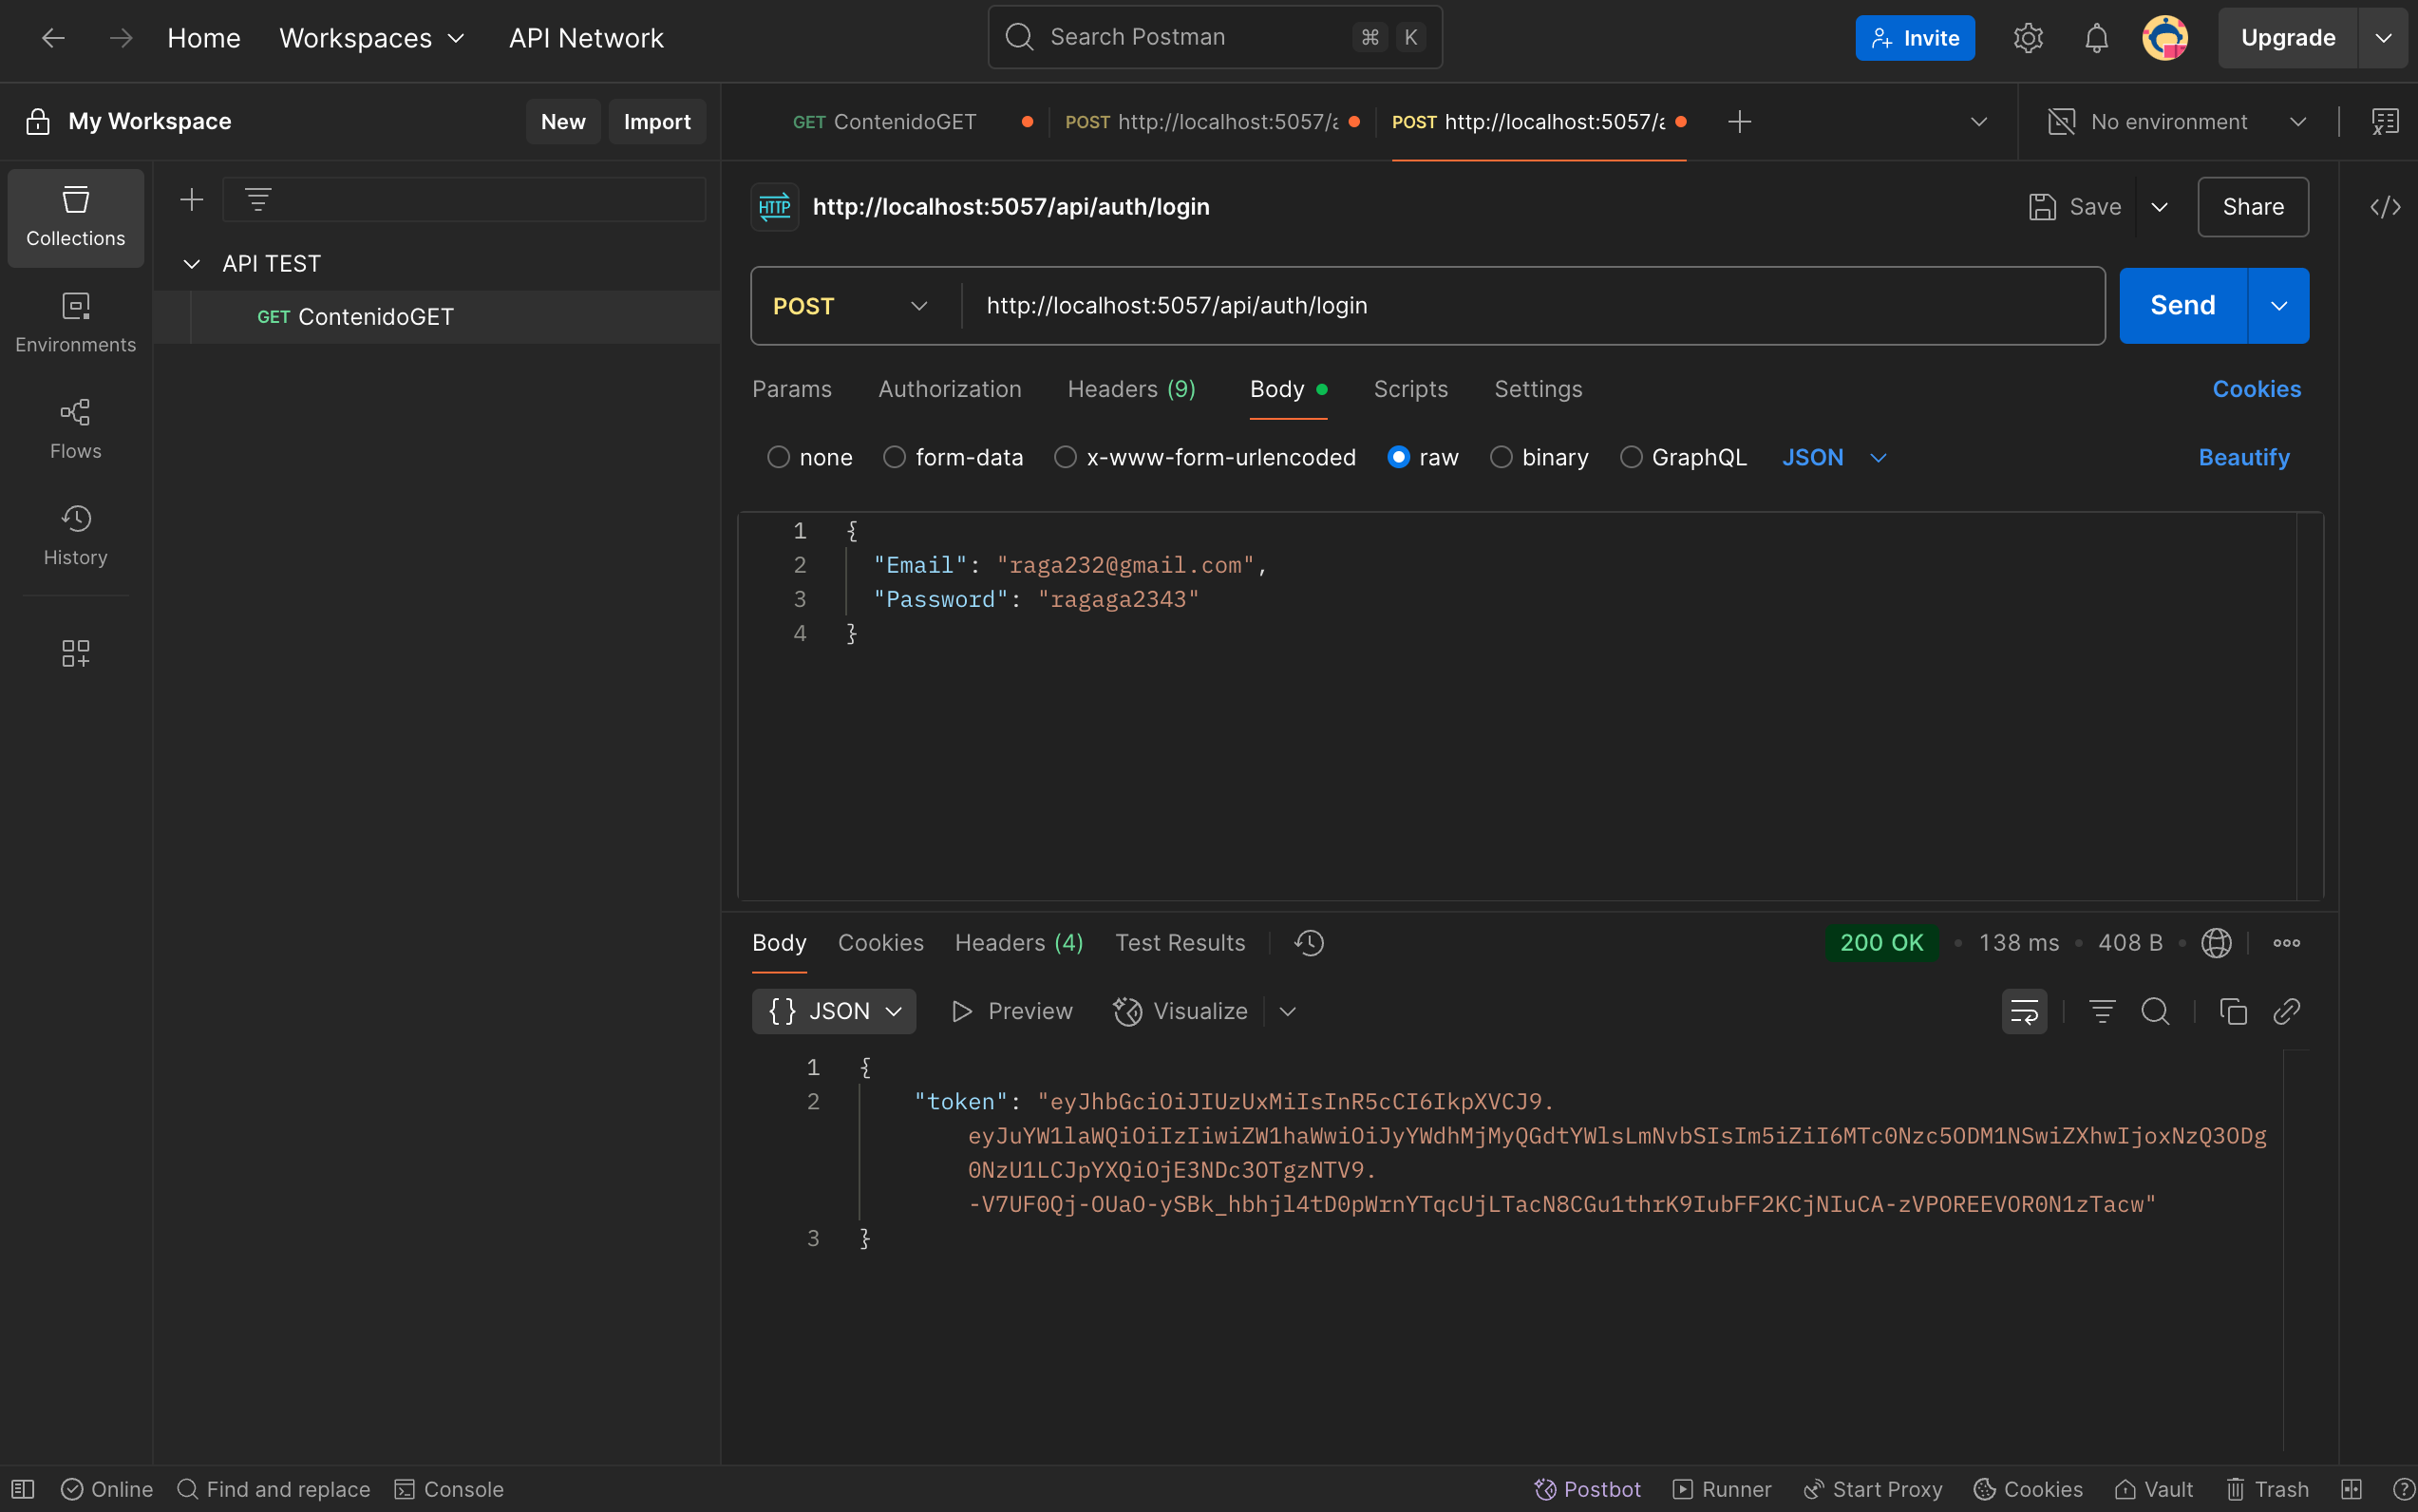 Home Workspaces API Network
Search Postman ⌘ K
Invite Upgrade
My Workspace New Import
GET ContenidoGET POST http://localhost:5057/a POST http://localhost:5057/a No environment
Collections
Environments
Flows
History
API TEST
GET ContenidoGET
HTTP http://localhost:5057/api/auth/login Save Share
POST http://localhost:5057/api/auth/login Send
Params Authorization Headers (9) Body Scripts Settings Cookies
none form-data x-www-form-urlencoded raw binary GraphQL JSON Beautify
1 {
2 "Email": "raga232@gmail.com",
3 "Password": "ragaga2343"
4 }
Body Cookies Headers (4) Test Results 200 OK 138 ms 408 B
{} JSON Preview Visualize
1 {
2 "token": "eyJhbGciOiJIUzUxMiIsInR5cCI6IkpXVCJ9.
eyJuYW1laWQiOiIzIiwiZW1haWwiOiJyYWdhMjMyQGdtYWlsLmNvbSIsIm5iZiI6MTc0Nzc5ODM1NSwiZXhwIjoxNzQ3ODg
0NzU1LCJpYXQiOjE3NDc3OTgzNTV9.
-V7UF0Qj-OUaO-ySBk_hbhjl4tD0pWrnYTqcUjLTacN8CGu1thrK9IubFF2KCjNIuCA-zVPOREEVOR0N1zTacw"
3 }
Online Find and replace Console Postbot Runner Start Proxy Cookies Vault Trash